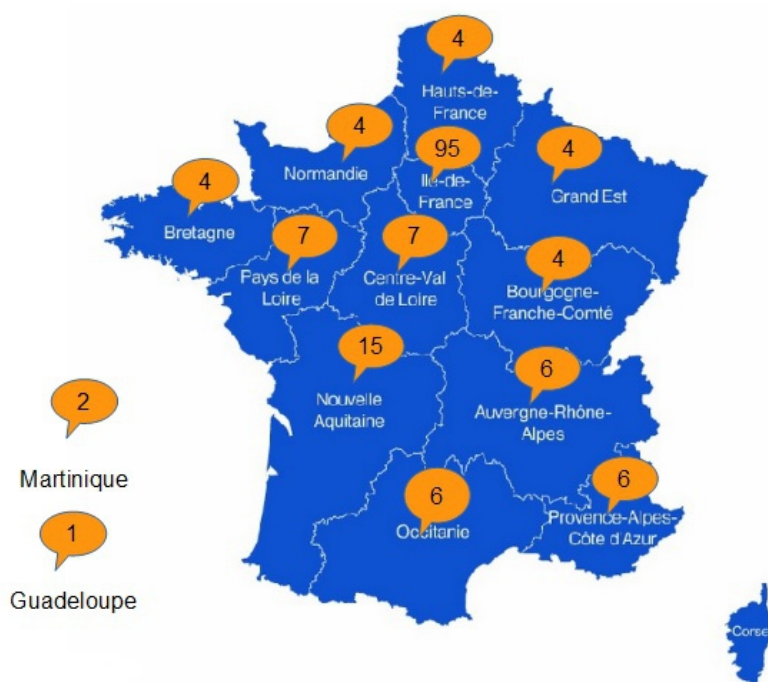 4
Hauts-de-
France
4
Normandie
95
Ile-de-
France
4
Grand Est
4
Bretagne
7
Pays de la
Loire
7
Centre-Val
de Loire
4
Bourgogne-
Franche-Comté
15
Nouvelle
Aquitaine
6
Auvergne-Rhône-
Alpes
2
Martinique
6
Occitanie
6
Provence-Alpes-
Côte d'Azur
1
Guadeloupe
Corse